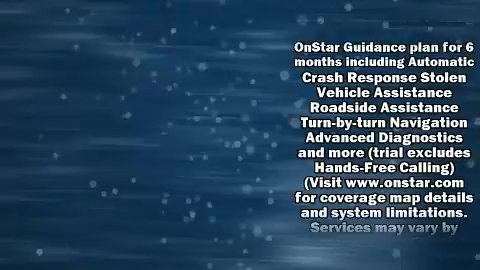 OnStar Guidance plan for 6
months including Automatic
Crash Response Stolen
Vehicle Assistance
Roadside Assistance
Turn-by-turn Navigation
Advanced Diagnostics
and more (trial excludes
Hands-Free Calling)
(Visit www.onstar.com
for coverage map details
and system limitations.
Services may vary by